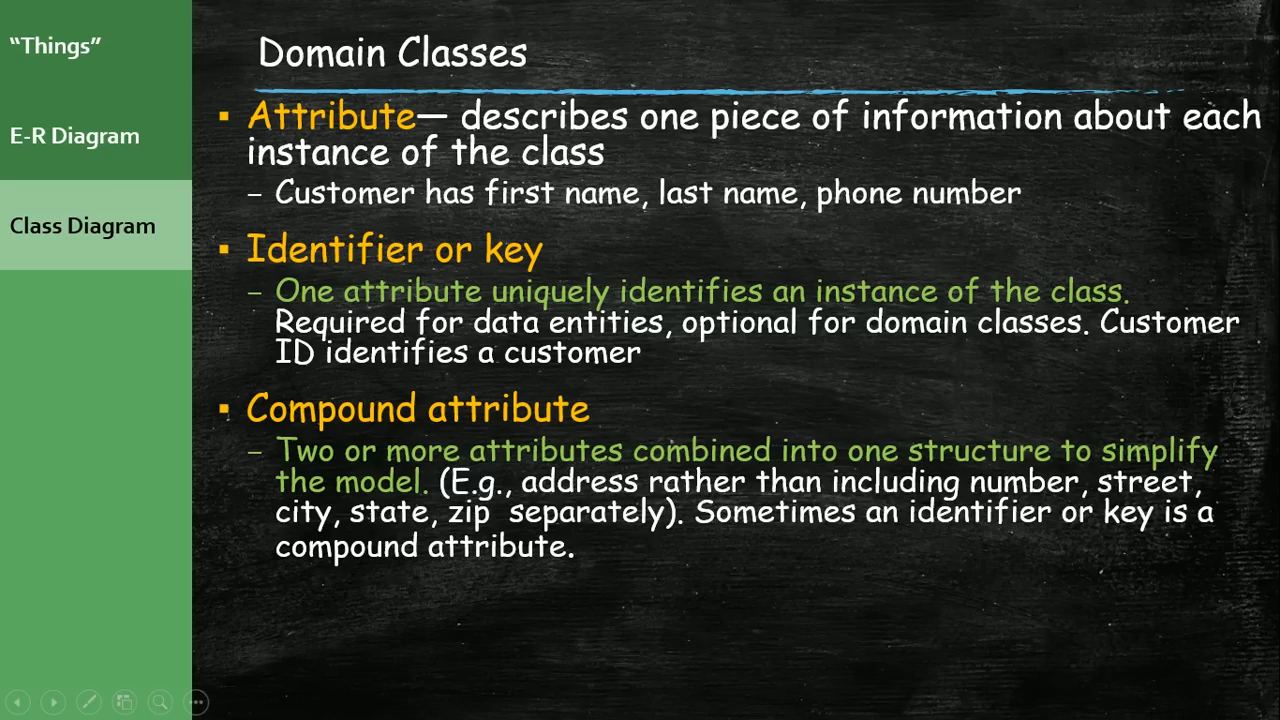 “Things”
E-R Diagram
Class Diagram
Domain Classes
▪ Attribute— describes one piece of information about each
instance of the class
– Customer has first name, last name, phone number
▪ Identifier or key
– One attribute uniquely identifies an instance of the class.
Required for data entities, optional for domain classes. Customer
ID identifies a customer
▪ Compound attribute
– Two or more attributes combined into one structure to simplify
the model. (E.g., address rather than including number, street,
city, state, zip  separately). Sometimes an identifier or key is a
compound attribute.